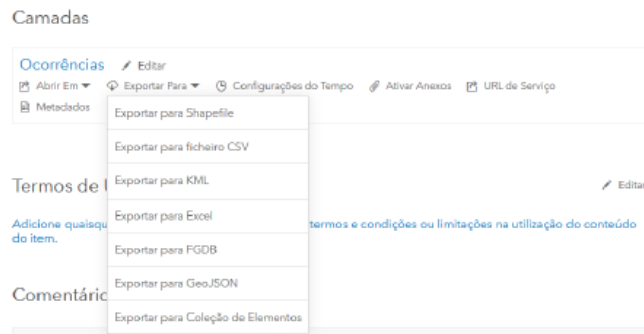 Camadas
Ocorrências Editar
Abrir Em Exportar Para Configurações do Tempo Ativar Anexos URL de Serviço
Metadados
Exportar para Shapefile
Exportar para ficheiro CSV
Termos de Editar
Exportar para KML
Exportar para Excel
Adicione termos e condições ou limitações na utilização do conteúdo
do item.
Exportar para FGDB
Exportar para GeoJSON
Exportar para Coleção de Elementos